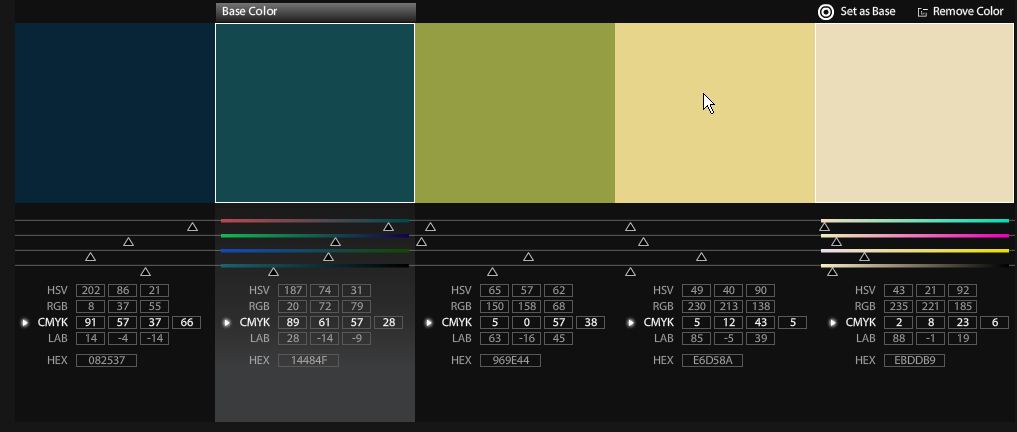 Base Color Set as Base Remove Color
HSV 202 86 21 HSV 187 74 31 HSV 65 57 62 HSV 49 40 90 HSV 43 21 92
RGB 8 37 55 RGB 20 72 79 RGB 150 158 68 RGB 230 213 138 RGB 235 221 185
CMYK 91 57 37 66 CMYK 89 61 57 28 CMYK 5 0 57 38 CMYK 5 12 43 5 CMYK 2 8 23 6
LAB 14 -4 -14 LAB 28 -14 -9 LAB 63 -16 45 LAB 85 -5 39 LAB 88 -1 19
HEX 082537 HEX 14484F HEX 969E44 HEX E6D58A HEX EBDDB9